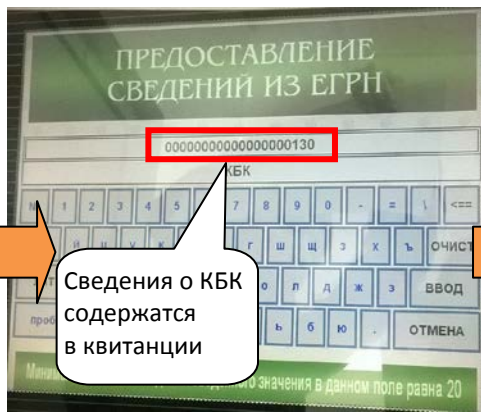 ПРЕДОСТАВЛЕНИЕ
СВЕДЕНИЙ ИЗ ЕГРН
00000000000000000130
КБК
1 2 3 4 5 7 8 9 0 - = \ <==
г ш щ з х ъ ОЧИСТ
о л д ж э ВВОД
проб ь б ю . ОТМЕНА
Сведения о КБК
содержатся
в квитанции
значения в данном поле равна 20